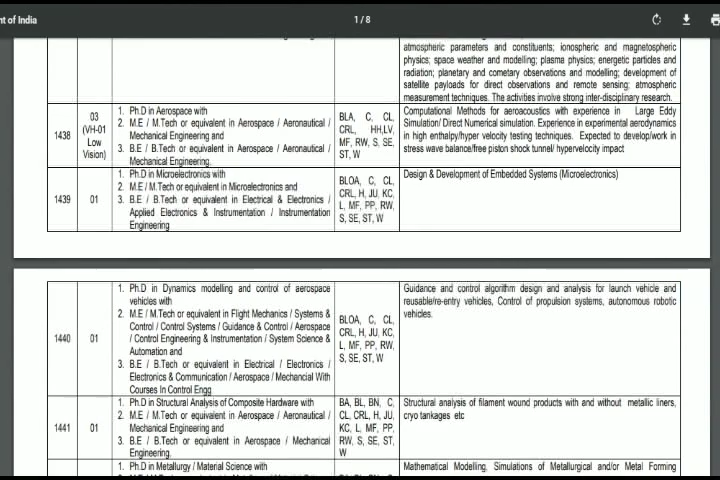 nt of India
1 / 8
atmospheric parameters and constituents; ionospheric and magnetospheric
physics; space weather and modelling; plasma physics; energetic particles and
radiation; planetary and cometary observations and modelling; development of
satellite payloads for direct observations and remote sensing; atmospheric
measurement techniques. The activities involve strong inter-disciplinary research.
1438
03
(VH-01
Low
Vision)
1. Ph.D in Aerospace with
2. M.E / M.Tech or equivalent in Aerospace / Aeronautical /
Mechanical Engineering and
3. B.E / B.Tech or equivalent in Aerospace / Aeronautical /
Mechanical Engineering.
BLA, C, CL,
CRL, HH,LV,
MF, RW, S, SE,
ST, W
Computational Methods for aeroacoustics with experience in Large Eddy
Simulation/ Direct Numerical simulation. Experience in experimental aerodynamics
in high enthalpy/hyper velocity testing techniques. Expected to develop/work in
stress wave balance/free piston shock tunnel/ hypervelocity impact
1439
01
1. Ph.D in Microelectronics with
2. M.E / M.Tech or equivalent in Microelectronics and
3. B.E / B.Tech or equivalent in Electrical & Electronics /
Applied Electronics & Instrumentation / Instrumentation
Engineering
BLOA, C, CL,
CRL, H, JU, KC,
L, MF, PP, RW,
S, SE, ST, W
Design & Development of Embedded Systems (Microelectronics)
1440
01
1. Ph.D in Dynamics modelling and control of aerospace
vehicles with
2. M.E / M.Tech or equivalent in Flight Mechanics / Systems &
Control / Control Systems / Guidance & Control / Aerospace
/ Control Engineering & Instrumentation / System Science &
Automation and
3. B.E / B.Tech or equivalent in Electrical / Electronics /
Electronics & Communication / Aerospace / Mechancial With
Courses In Control Engg
BLOA, C, CL,
CRL, H, JU, KC,
L, MF, PP, RW,
S, SE, ST, W
Guidance and control algorithm design and analysis for launch vehicle and
reusable/re-entry vehicles, Control of propulsion systems, autonomous robotic
vehicles.
1441
01
1. Ph.D in Structural Analysis of Composite Hardware with
2. M.E / M.Tech or equivalent in Aerospace / Aeronautical /
Mechanical Engineering and
3. B.E / B.Tech or equivalent in Aerospace / Mechanical
Engineering.
BA, BL, BN, C,
CL, CRL, H, JU,
KC, L, MF, PP,
RW, S, SE, ST,
W
Structural analysis of filament wound products with and without metallic liners,
cryo tankages etc
1. Ph.D in Metallurgy / Material Science with
Mathematical Modelling, Simulations of Metallurgical and/or Metal Forming